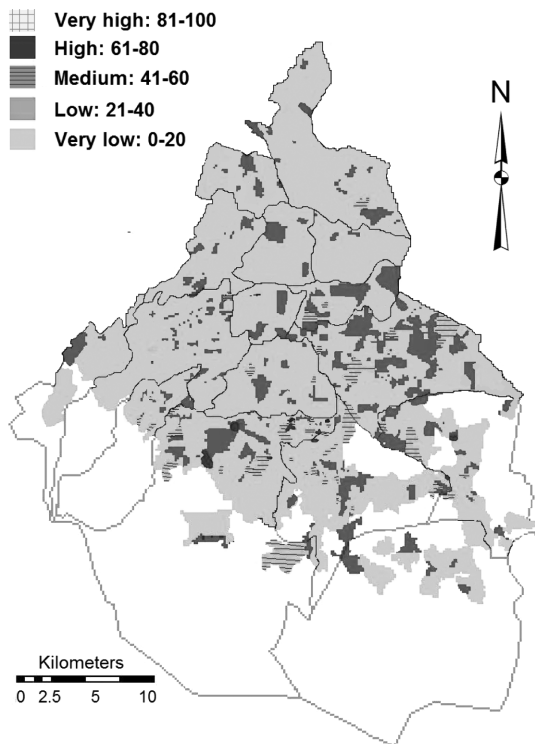 Very high: 81-100
High: 61-80
Medium: 41-60
Low: 21-40
Very low: 0-20
N
Kilometers
0 2.5 5 10